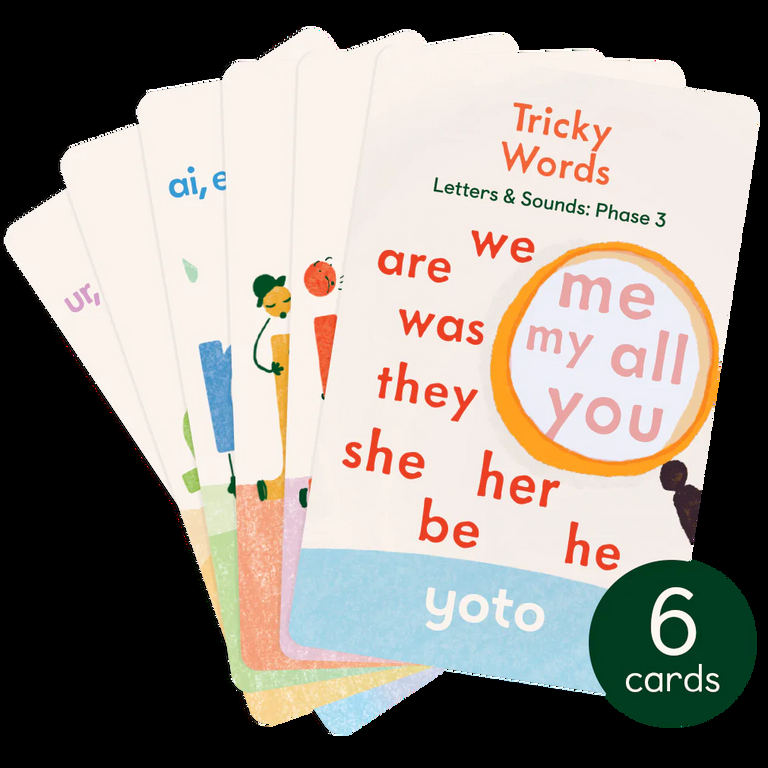 Tricky
Words
Letters & Sounds: Phase 3
are we
me
was
my all
they
you
she her
be he
yoto
ai, e
ur,
6
cards